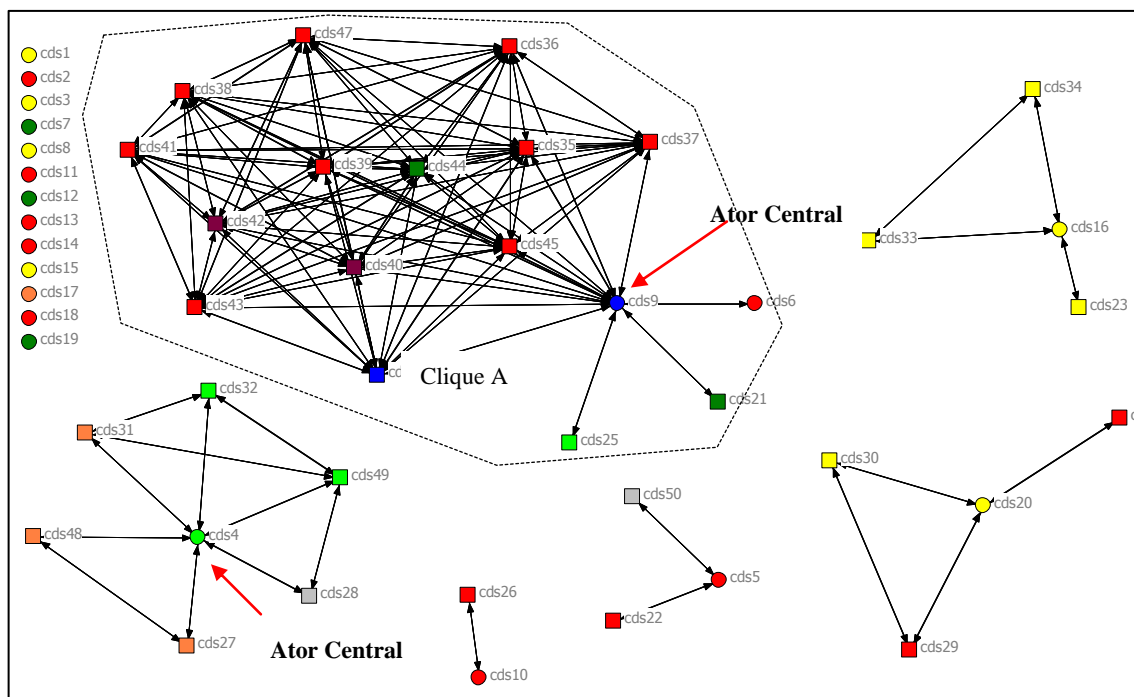 cds1
cds2
cds3
cds7
cds8
cds11
cds12
cds13
cds14
cds15
cds17
cds18
cds19
cds47
cds36
cds38
cds41
cds39
cds44
cds35
cds37
cds42
cds45
cds40
cds43
cds9
cds6
Ator Central
Clique A
cds21
cds25
cds34
cds33
cds16
cds23
cds32
cds31
cds49
cds48
cds4
cds28
cds27
Ator Central
cds26
cds10
cds50
cds5
cds22
cds30
cds20
cds29